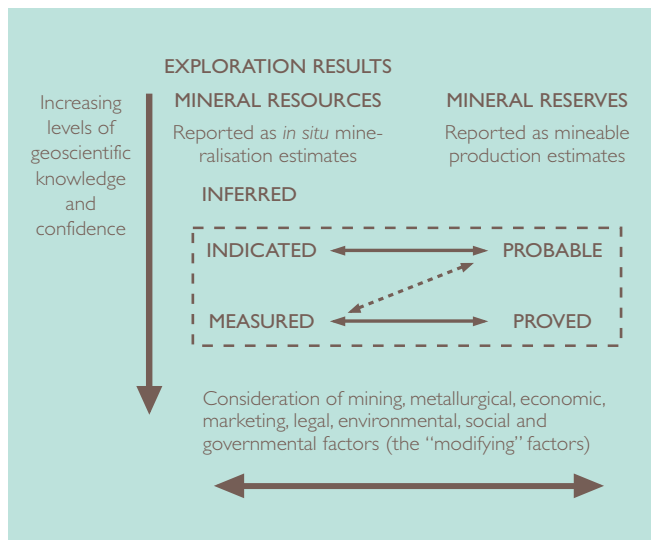 EXPLORATION RESULTS
Increasing
levels of
geoscientific
knowledge
and
confidence
MINERAL RESOURCES
Reported as in situ mine-
ralisation estimates
MINERAL RESERVES
Reported as mineable
production estimates
INFERRED
INDICATED
PROBABLE
MEASURED
PROVED
Consideration of mining, metallurgical, economic,
marketing, legal, environmental, social and
governmental factors (the “modifying” factors)